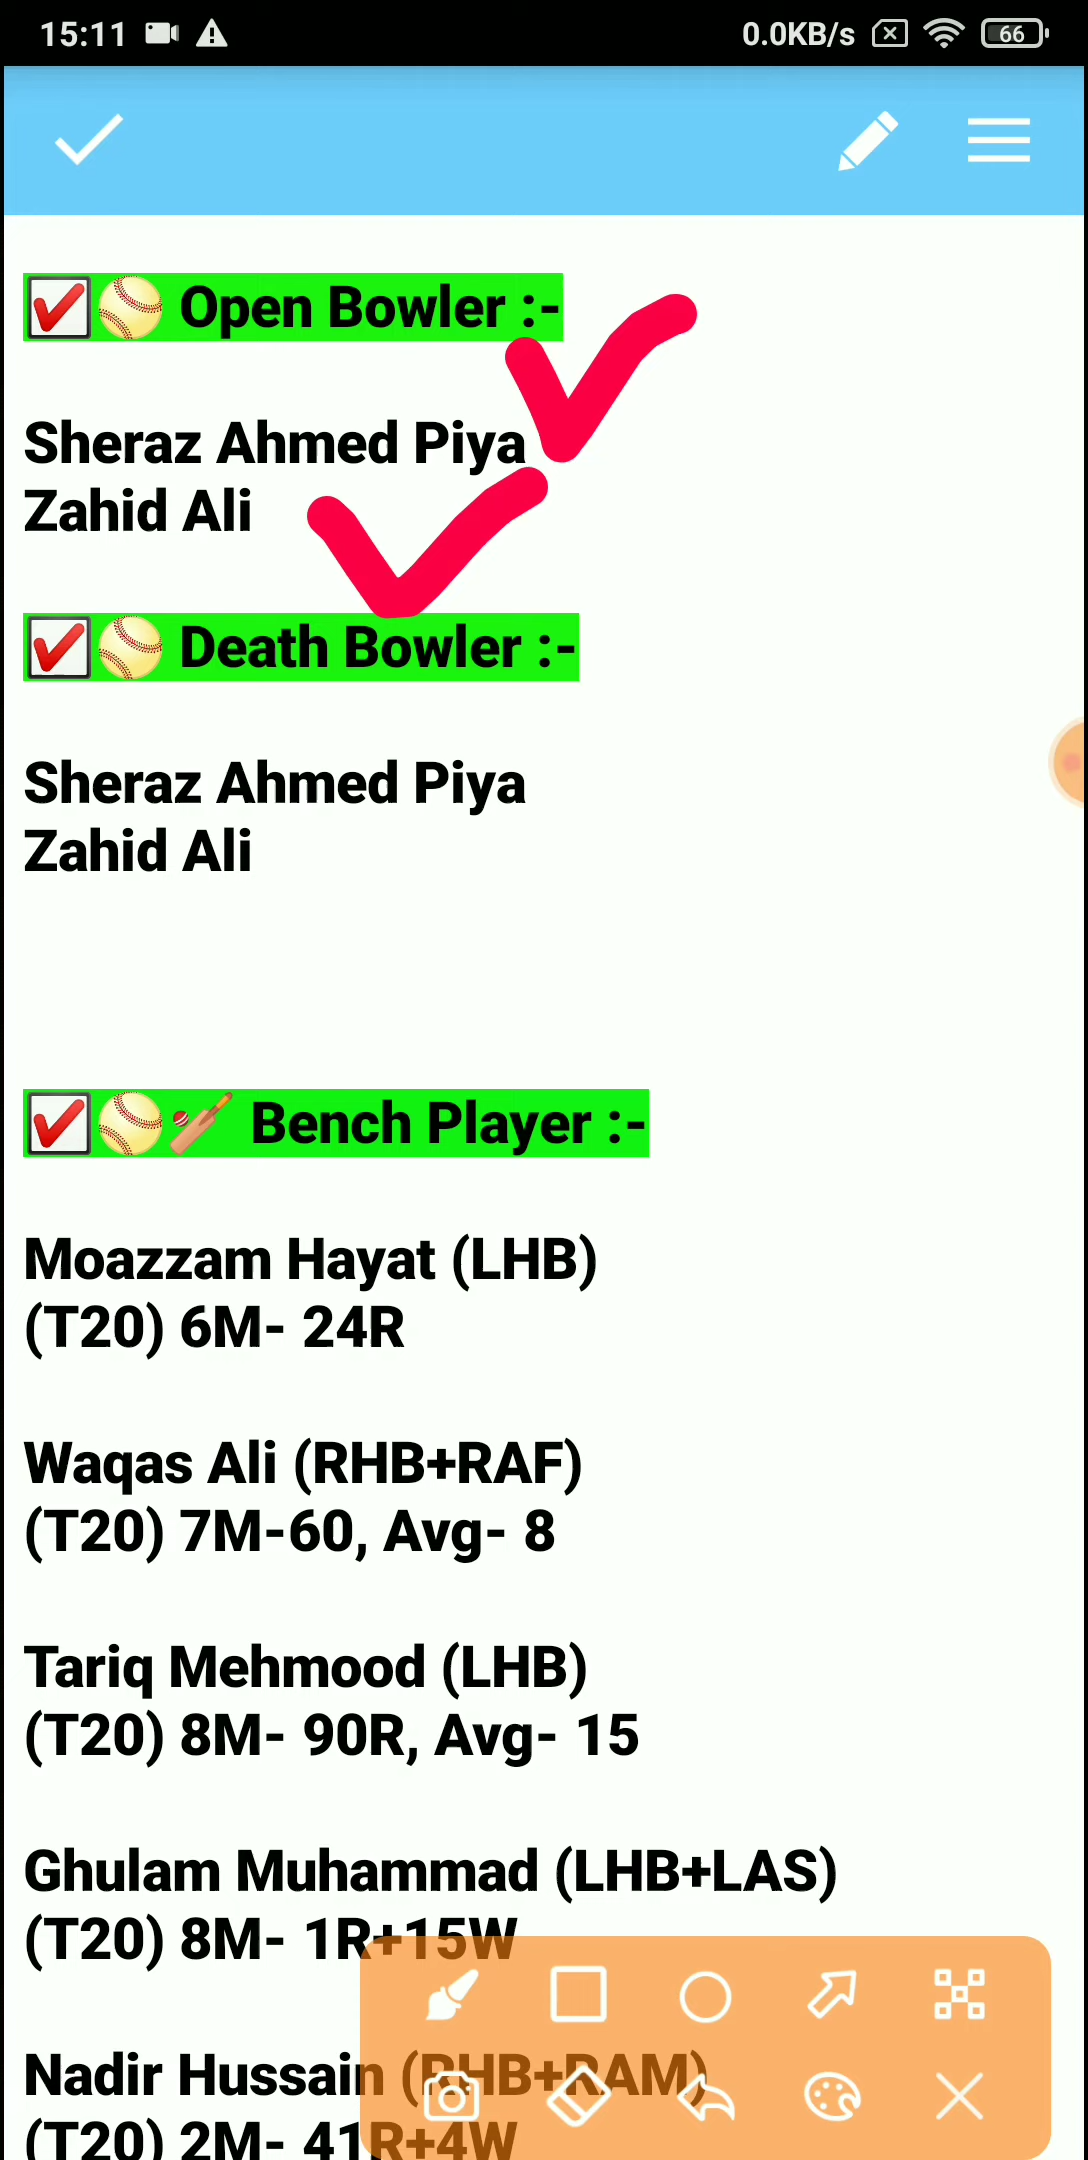 15:11 0.0KB/s 66
Open Bowler :-
Sheraz Ahmed Piya
Zahid Ali
Death Bowler :-
Sheraz Ahmed Piya
Zahid Ali
Bench Player :-
Moazzam Hayat (LHB)
(T20) 6M- 24R
Waqas Ali (RHB+RAF)
(T20) 7M-60, Avg- 8
Tariq Mehmood (LHB)
(T20) 8M- 90R, Avg- 15
Ghulam Muhammad (LHB+LAS)
(T20) 8M- 1R+15W
Nadir Hussain (RHB+RAM)
(T20) 2M- 41R+4W